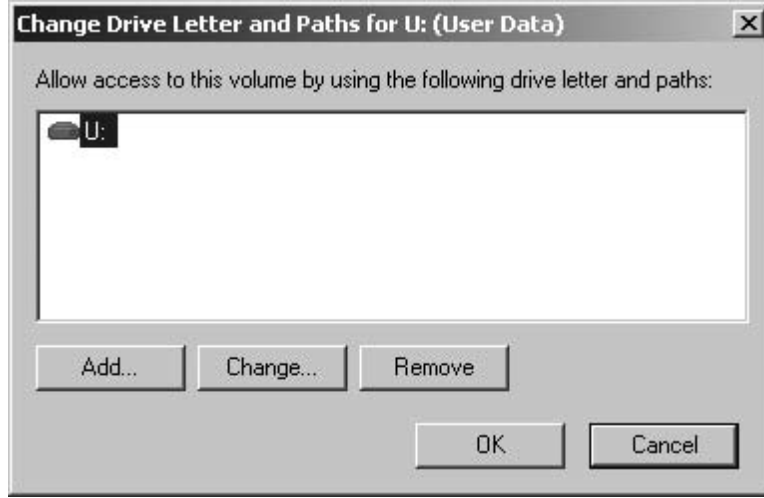 Change Drive Letter and Paths for U: (User Data)
Allow access to this volume by using the following drive letter and paths:
U:
Add... Change... Remove
OK Cancel